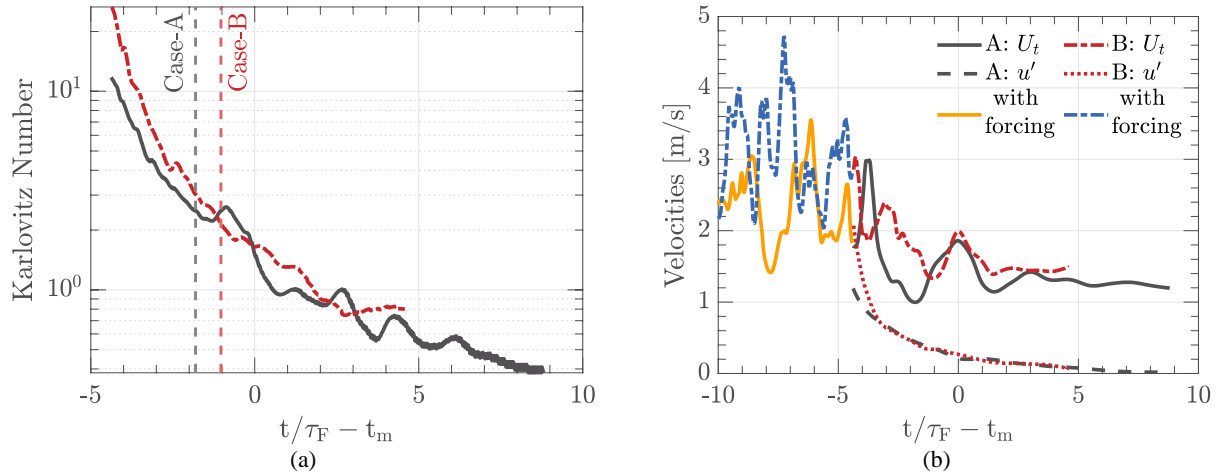 Karlowitz Number
10^1
10^0
Case-A
Case-B
-5
0
5
10
t/τ_F − t_m
(a)
Velocities [m/s]
5
4
3
2
1
0
A: U_t
B: U_t
A: u′
B: u′
with
with
forcing
forcing
-10
-5
0
5
10
t/τ_F − t_m
(b)